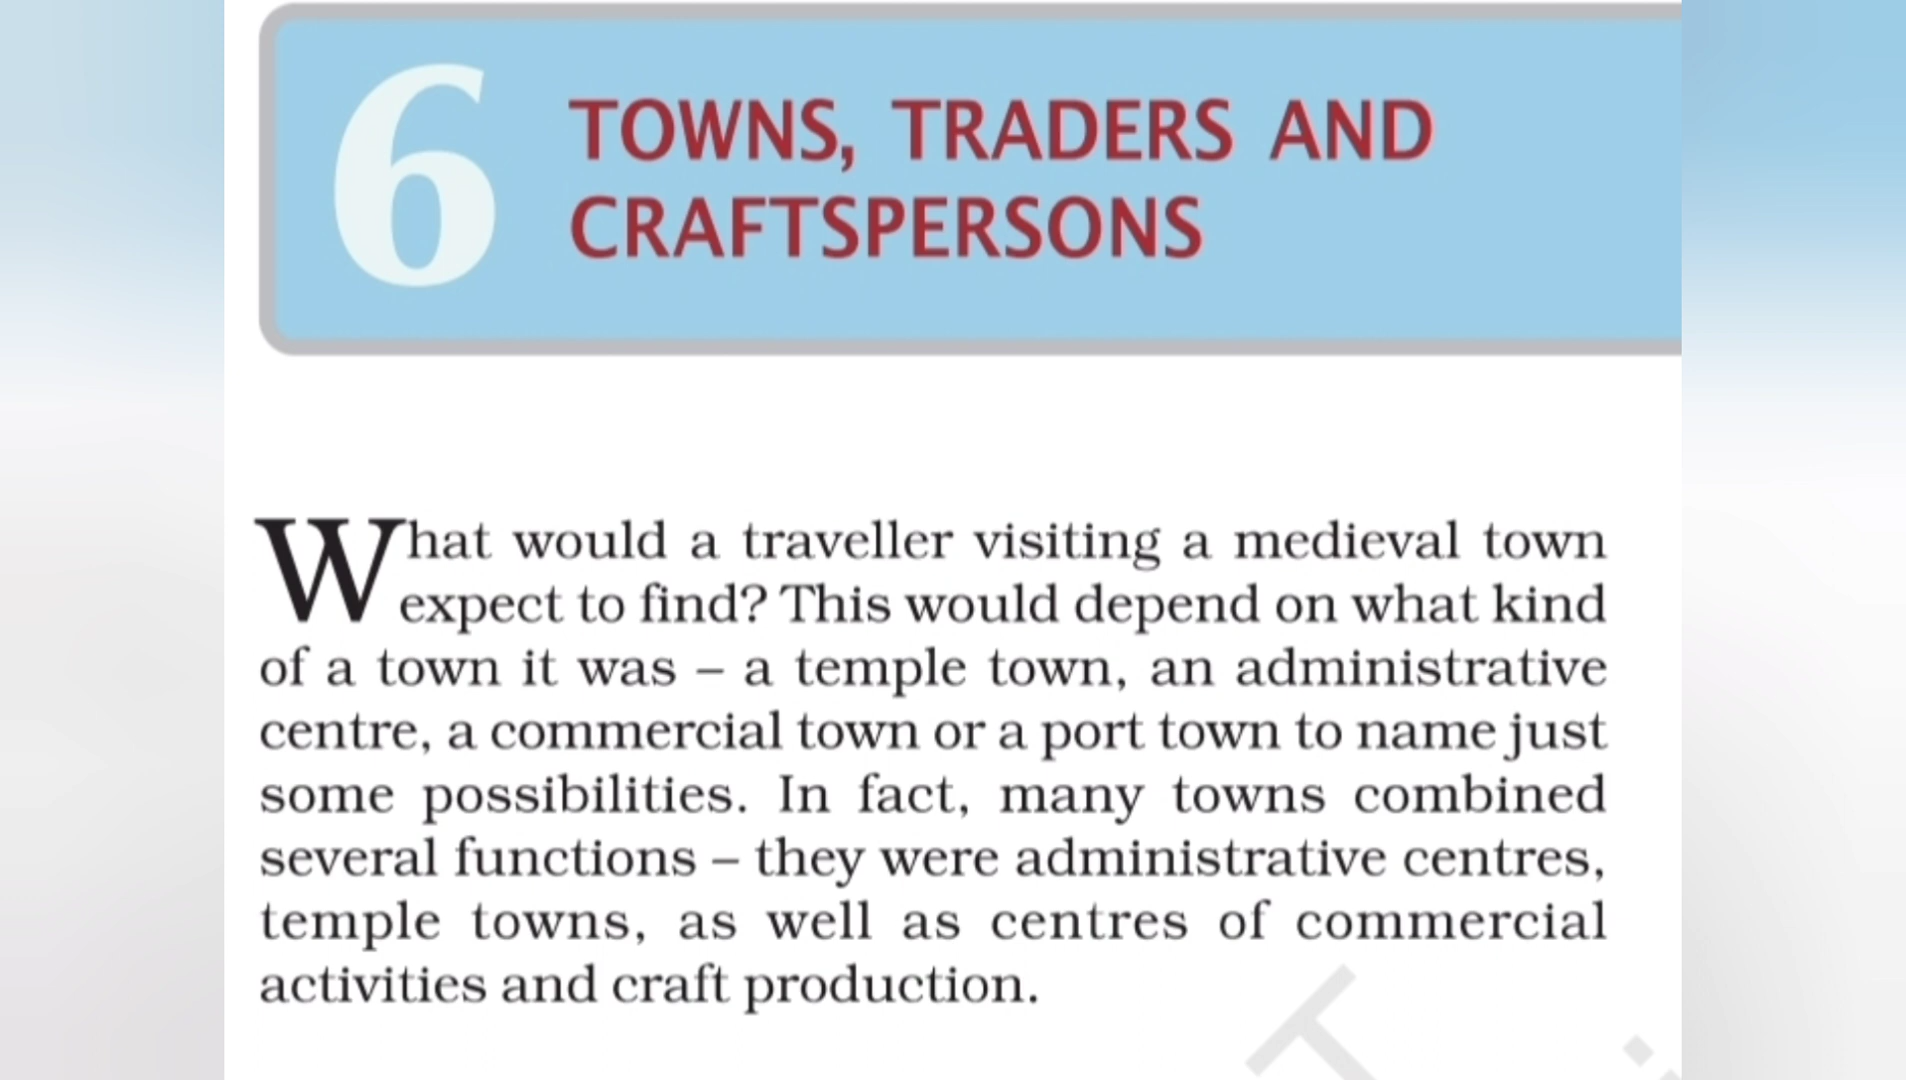 6
TOWNS, TRADERS AND
CRAFTSPERSONS
What would a traveller visiting a medieval town
expect to find? This would depend on what kind
of a town it was – a temple town, an administrative
centre, a commercial town or a port town to name just
some possibilities. In fact, many towns combined
several functions – they were administrative centres,
temple towns, as well as centres of commercial
activities and craft production.